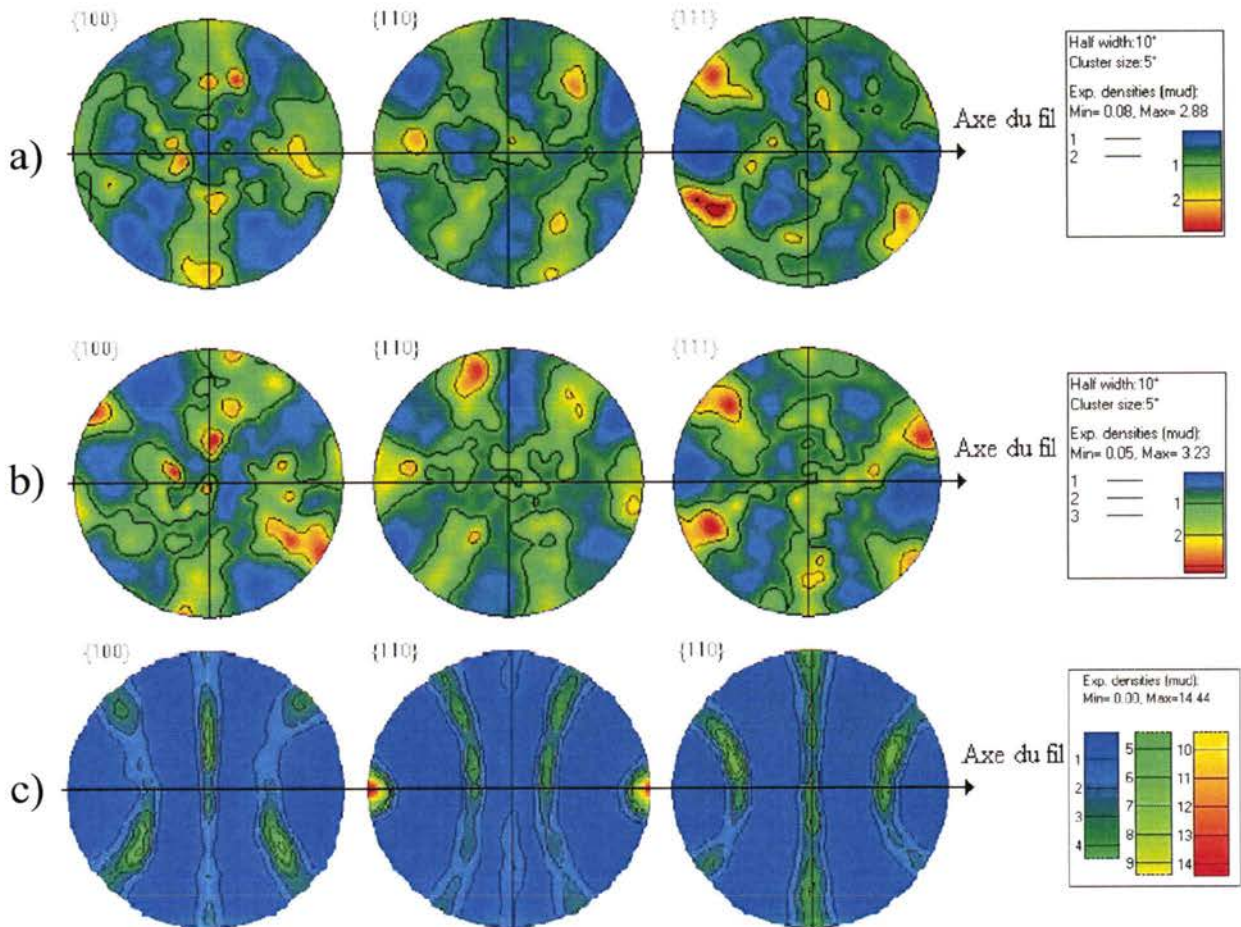 {100}
{110}
{111}
a)
Axe du fil
Half width:10°
Cluster size:5°
Exp. densities (mud):
Min= 0.08, Max= 2.88
1
2
1
2
{100}
{110}
{111}
b)
Axe du fil
Half width:10°
Cluster size:5°
Exp. densities (mud):
Min= 0.05, Max= 3.23
1
2
3
1
2
{100}
{110}
{110}
c)
Axe du fil
Exp. densities (mud):
Min= 0.00, Max=14.44
1
2
3
4
5
6
7
8
9
10
11
12
13
14